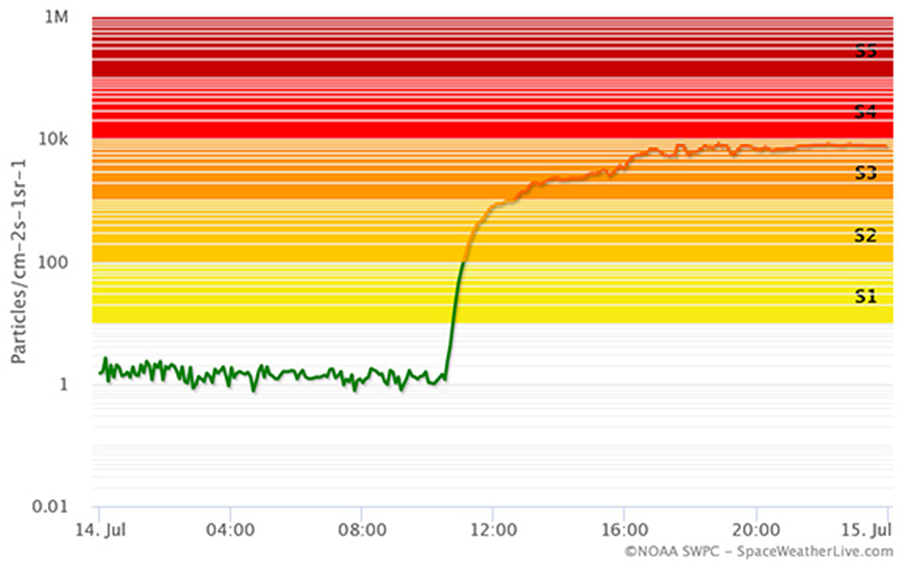 1M
S5
S4
10k
S3
S2
100
S1
1
0.01
Particles/cm-2s-1sr-1
14. Jul 04:00 08:00 12:00 16:00 20:00 15. Jul
©NOAA SWPC - SpaceWeatherLive.com